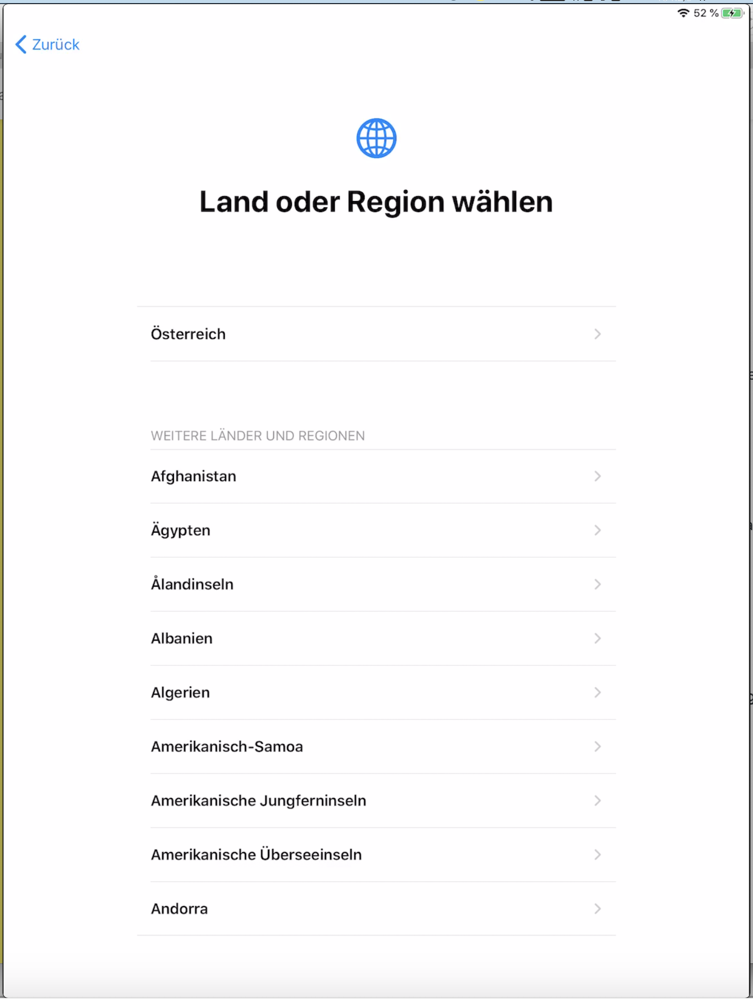 52 %
Zurück
Land oder Region wählen
Österreich
WEITERE LÄNDER UND REGIONEN
Afghanistan
Ägypten
Ålandinseln
Albanien
Algerien
Amerikanisch-Samoa
Amerikanische Jungferninseln
Amerikanische Überseeinseln
Andorra